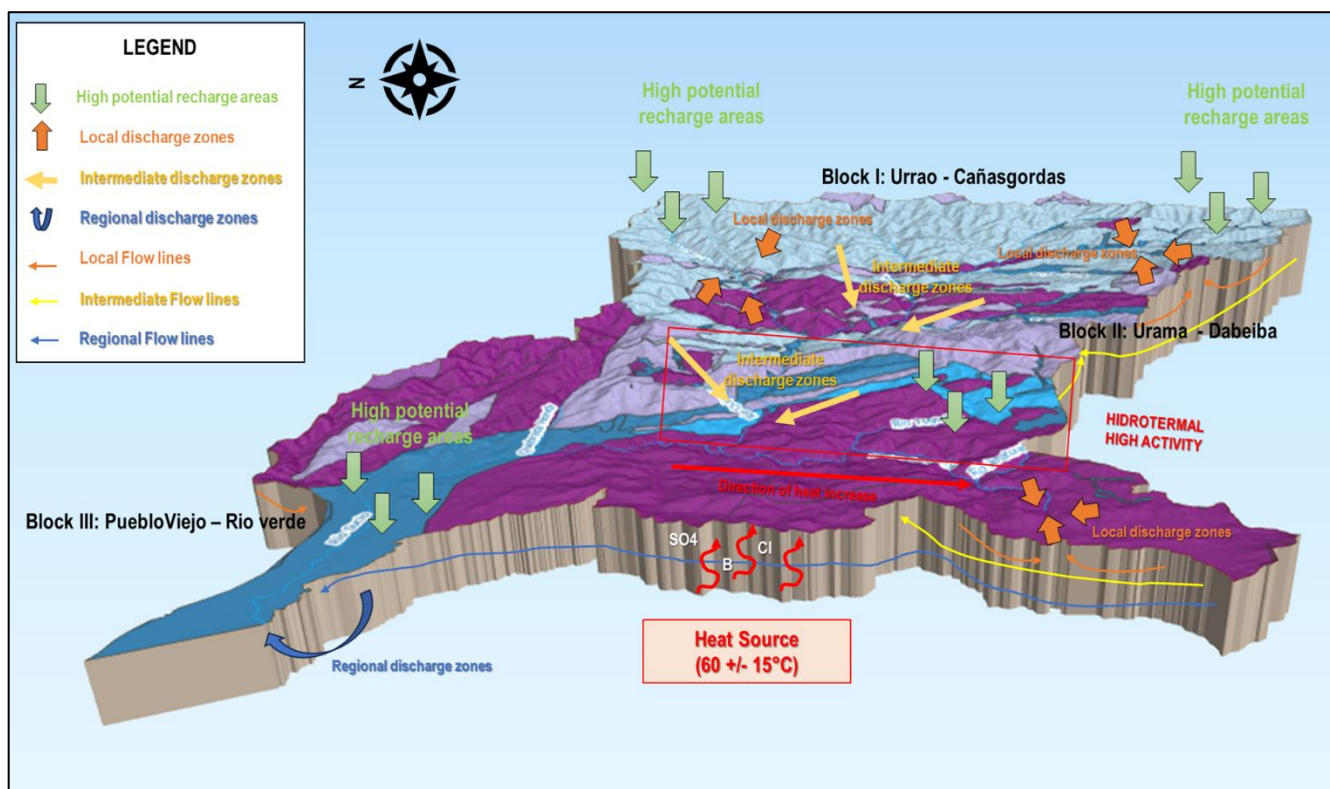 LEGEND
High potential recharge areas
Local discharge zones
Intermediate discharge zones
Regional discharge zones
Local Flow lines
Intermediate Flow lines
Regional Flow lines
N
High potential
recharge areas
High potential
recharge areas
Block I: Urrao - Cañasgordas
Local discharge zones
Local discharge zones
Intermediate
discharge zones
Block II: Urama - Dabeiba
Intermediate
discharge zones
High potential
recharge areas
HIDROTERMAL
HIGH ACTIVITY
Direction of heat Increase
Block III: PuebloViejo – Rio verde
Local discharge zones
SO4
Cl
B
Heat Source
(60 +/- 15°C)
Regional discharge zones